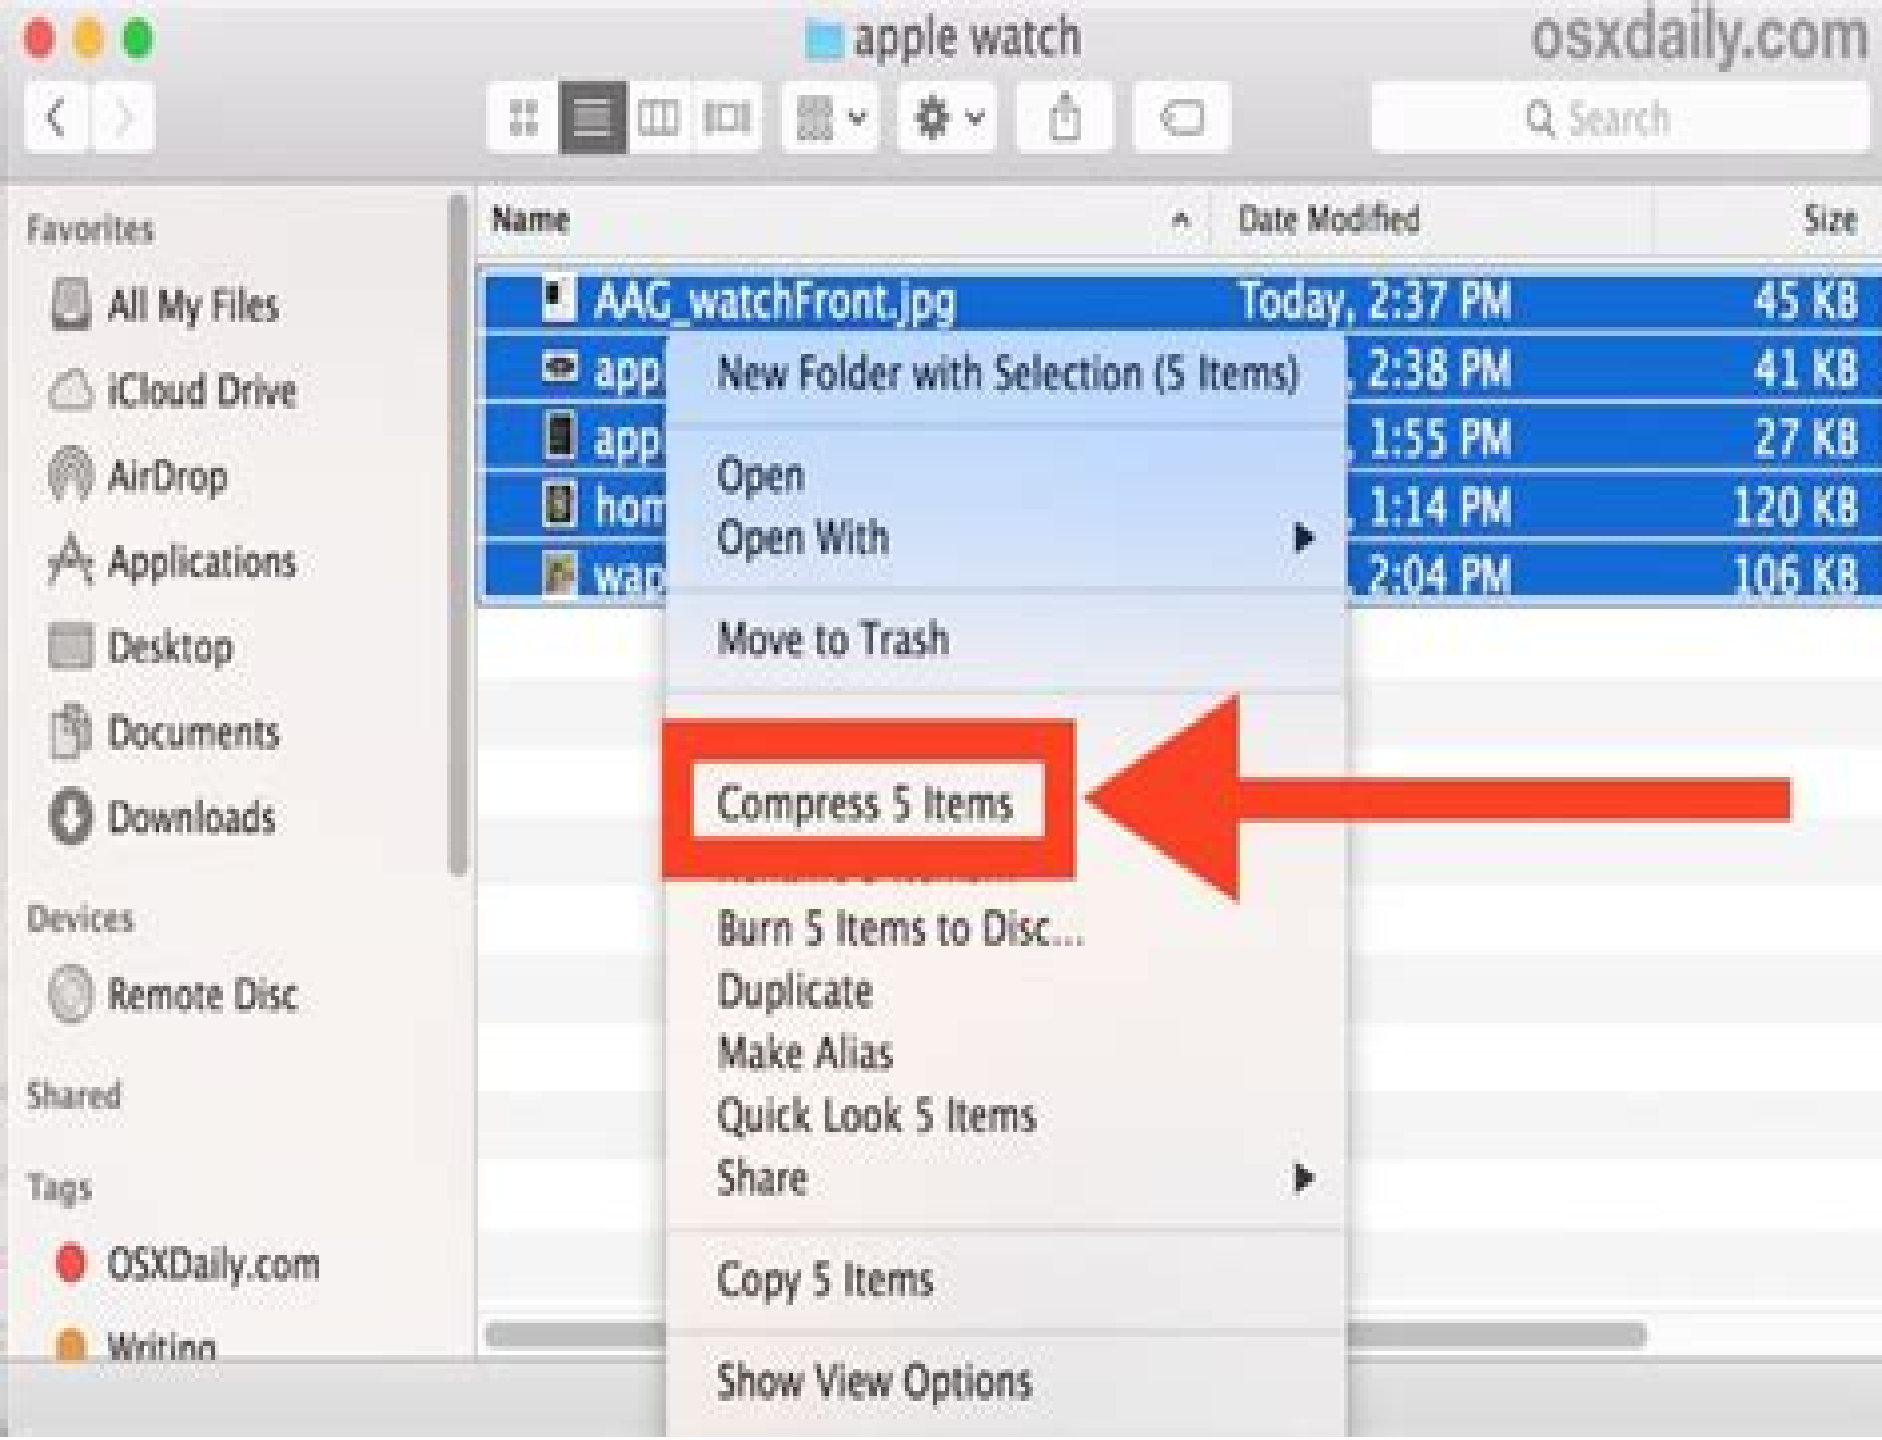 apple watch
osxdaily.com
Search
Favorites
All My Files
iCloud Drive
AirDrop
Applications
Desktop
Documents
Downloads
Devices
Remote Disc
Shared
Tags
OSXDaily.com
Writing
Name Date Modified Size
AAG_watchFront.jpg Today, 2:37 PM 45 KB
app , 2:38 PM 41 KB
app , 1:55 PM 27 KB
hom , 1:14 PM 120 KB
wap , 2:04 PM 106 KB
New Folder with Selection (5 Items)
Open
Open With
Move to Trash
Compress 5 Items
Burn 5 Items to Disc...
Duplicate
Make Alias
Quick Look 5 Items
Share
Copy 5 Items
Show View Options